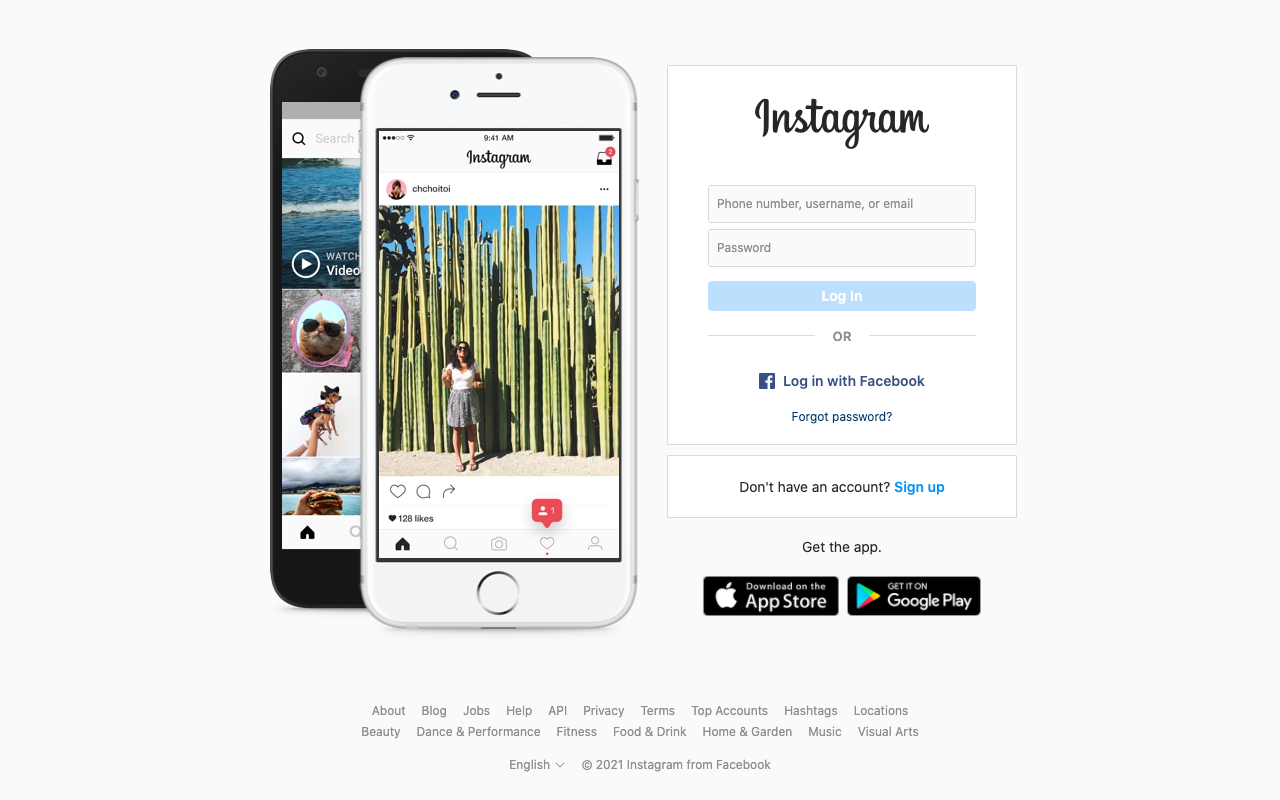 Search
WATCH
Video
9:41 AM
Instagram
2
chchoitoi
128 likes
1
Instagram
Phone number, username, or email
Password
Log In
OR
Log in with Facebook
Forgot password?
Don't have an account? Sign up
Get the app.
Download on the
App Store
GET IT ON
Google Play
About Blog Jobs Help API Privacy Terms Top Accounts Hashtags Locations
Beauty Dance & Performance Fitness Food & Drink Home & Garden Music Visual Arts
English © 2021 Instagram from Facebook